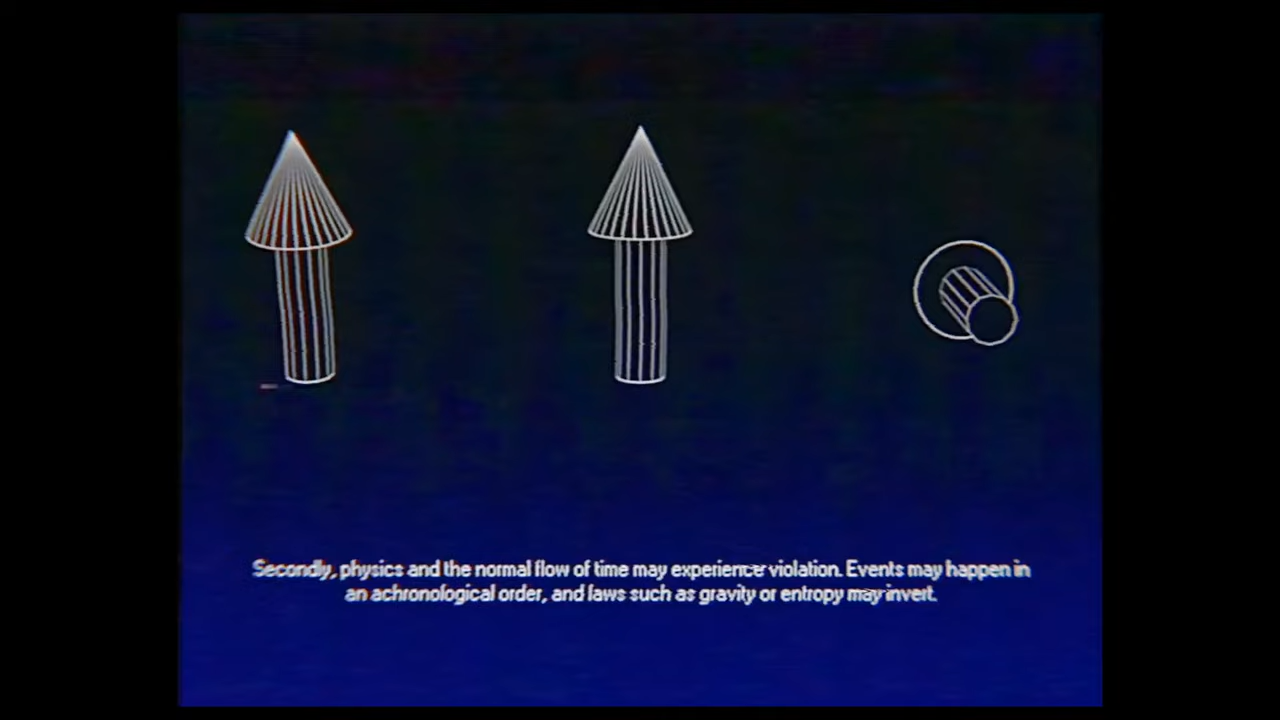 Secondly, physics and the normal flow of time may experience violation. Events may happen in
an achronological order, and laws such as gravity or entropy may invert.